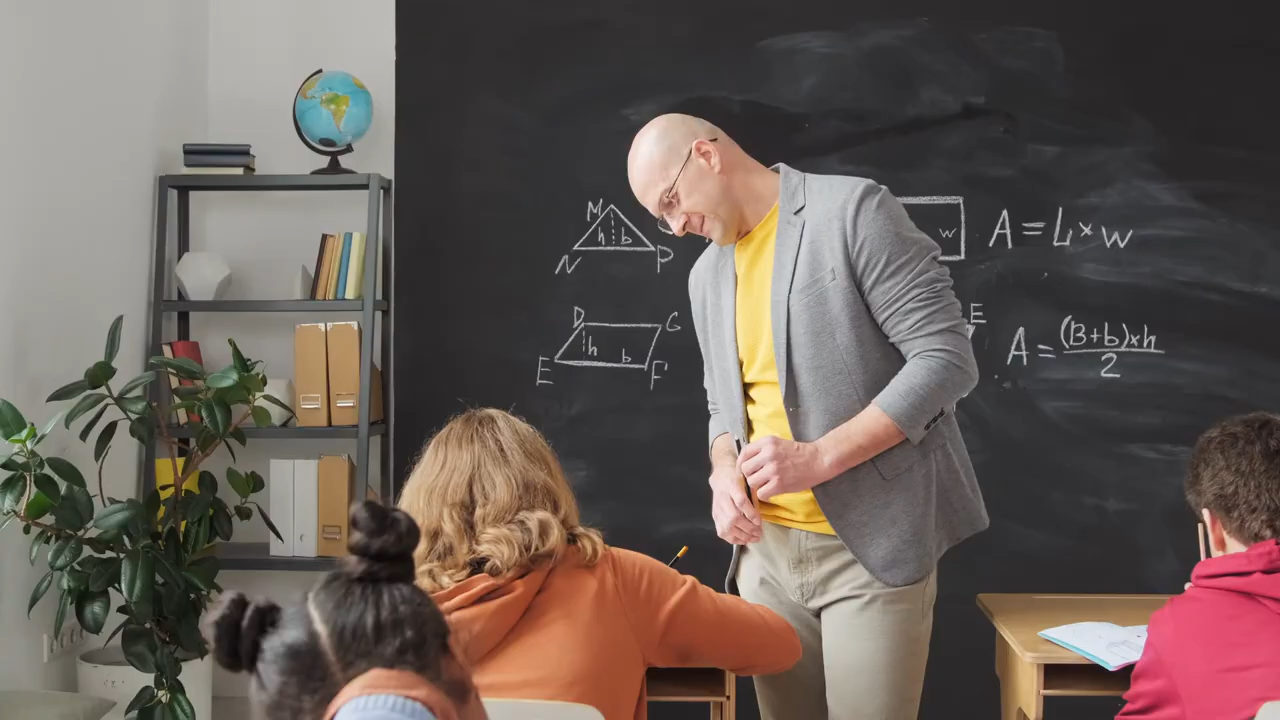 M
h b
N P
w A = L × w
D G
h b
E F
E
A = (B+b)×h
2